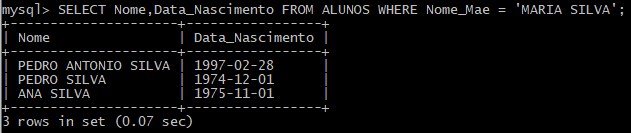 mysql> SELECT Nome,Data_Nascimento FROM ALUNOS WHERE Nome_Mae = 'MARIA SILVA';
+---------------------+-----------------+
| Nome                | Data_Nascimento |
+---------------------+-----------------+
| PEDRO ANTONIO SILVA | 1997-02-28      |
| PEDRO SILVA         | 1974-12-01      |
| ANA SILVA           | 1975-11-01      |
+---------------------+-----------------+
3 rows in set (0.07 sec)